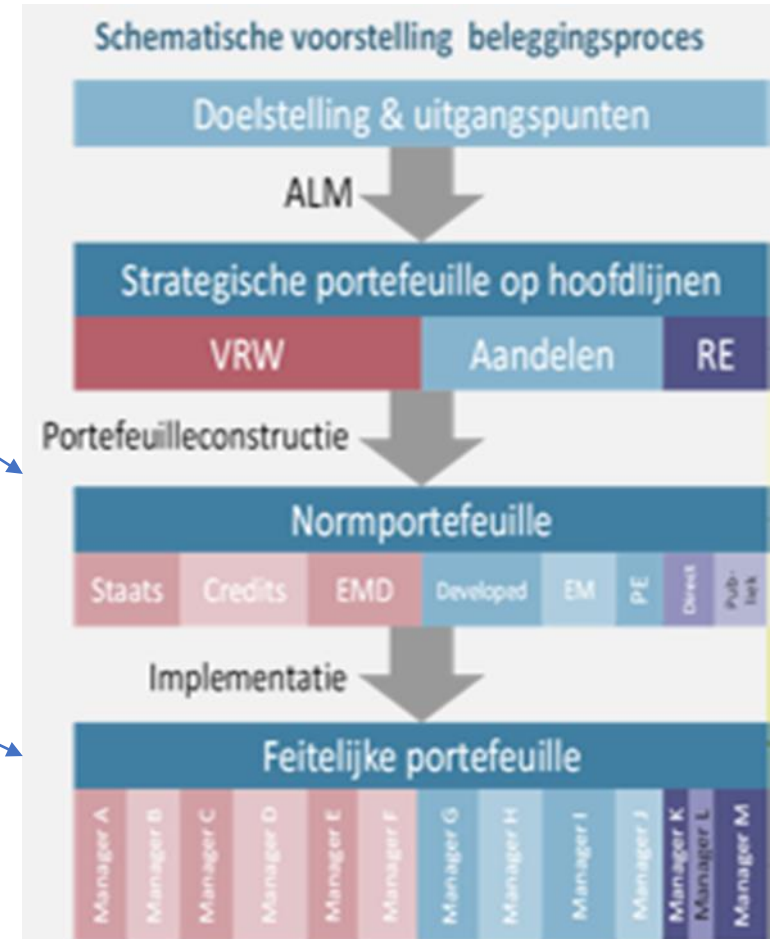 Schematische voorstelling beleggingsproces
Doelstelling & uitgangspunten
ALM
Strategische portefeuille op hoofdlijnen
VRW Aandelen RE
Portefeuilleconstructie
Normportefeuille
Staats Credits EMD Developed EM PE Direct Pub-
liek
Implementatie
Feitelijke portefeuille
Manager A Manager B Manager C Manager D Manager E Manager F Manager G Manager H Manager I Manager J Manager K Manager L Manager M